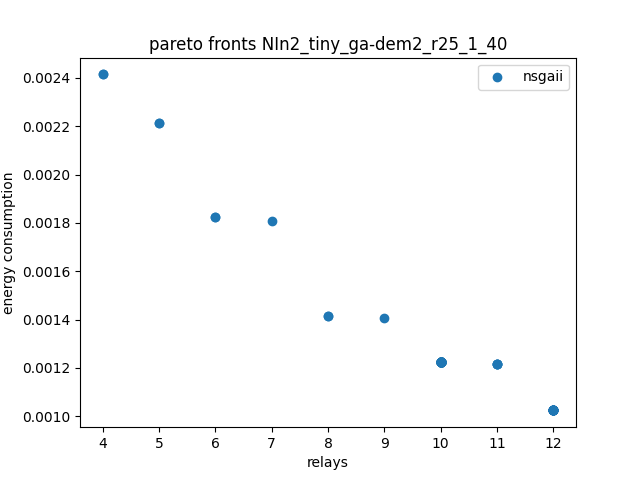 pareto fronts NIn2_tiny_ga-dem2_r25_1_40
nsgaii
energy consumption
0.0024
0.0022
0.0020
0.0018
0.0016
0.0014
0.0012
0.0010
4 5 6 7 8 9 10 11 12
relays